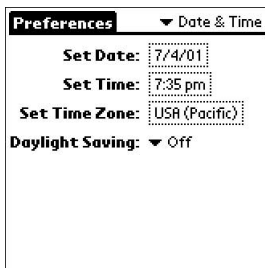 Preferences Date & Time
Set Date: 7/4/01
Set Time: 7:35 pm
Set Time Zone: USA (Pacific)
Daylight Saving: Off